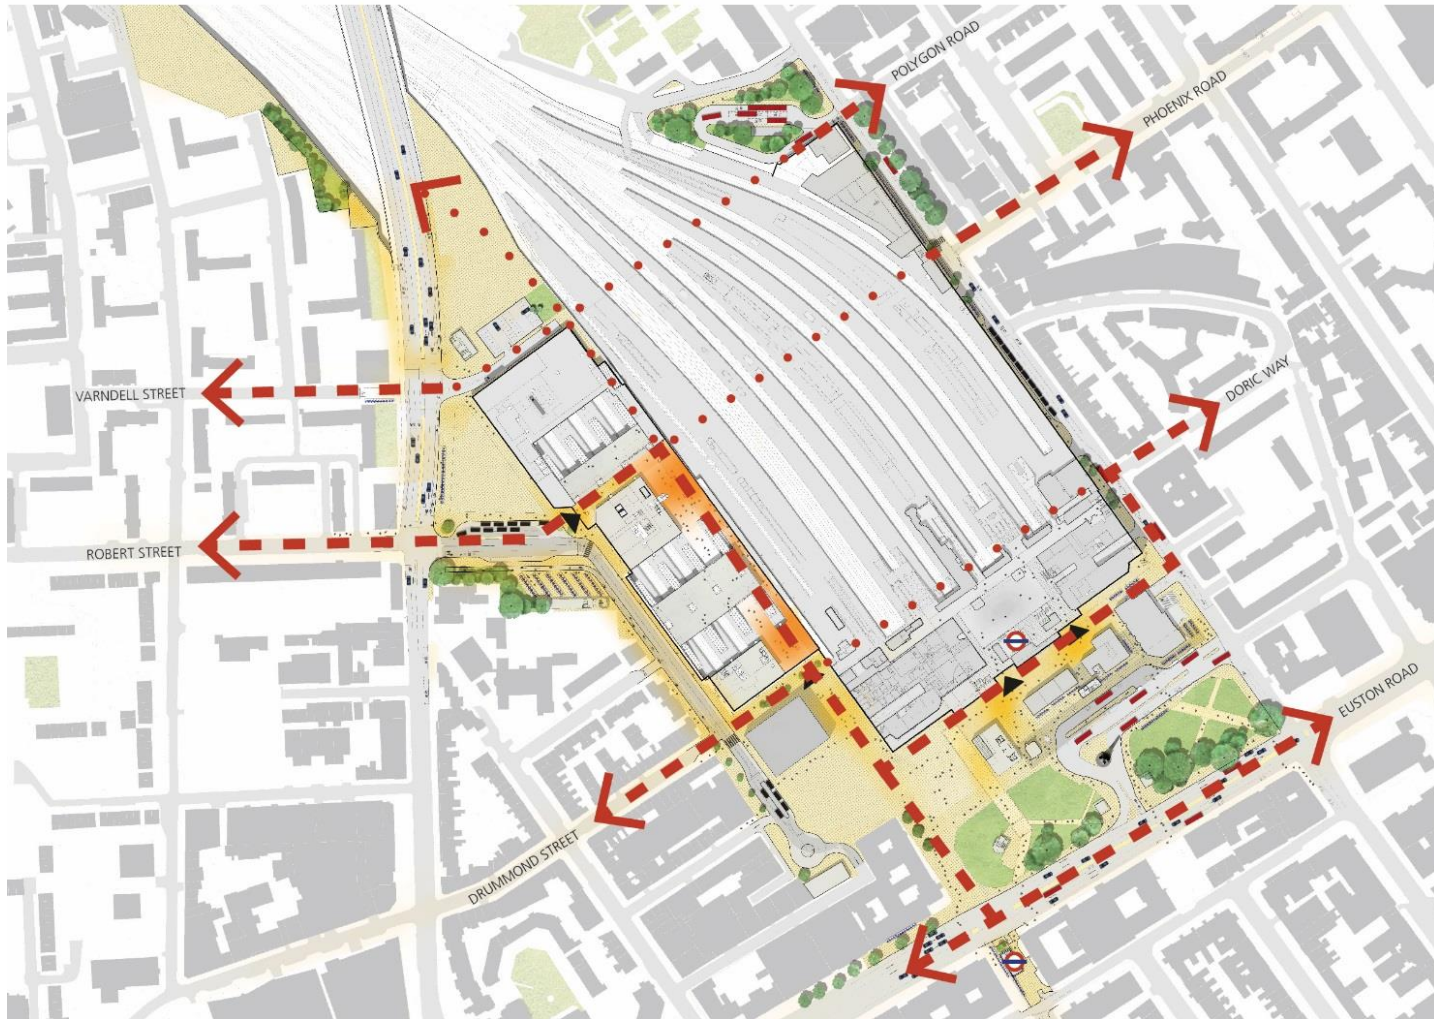 POLYGON ROAD
PHOENIX ROAD
VARNDELL STREET
DORIC WAY
ROBERT STREET
EUSTON ROAD
DRUMMOND STREET